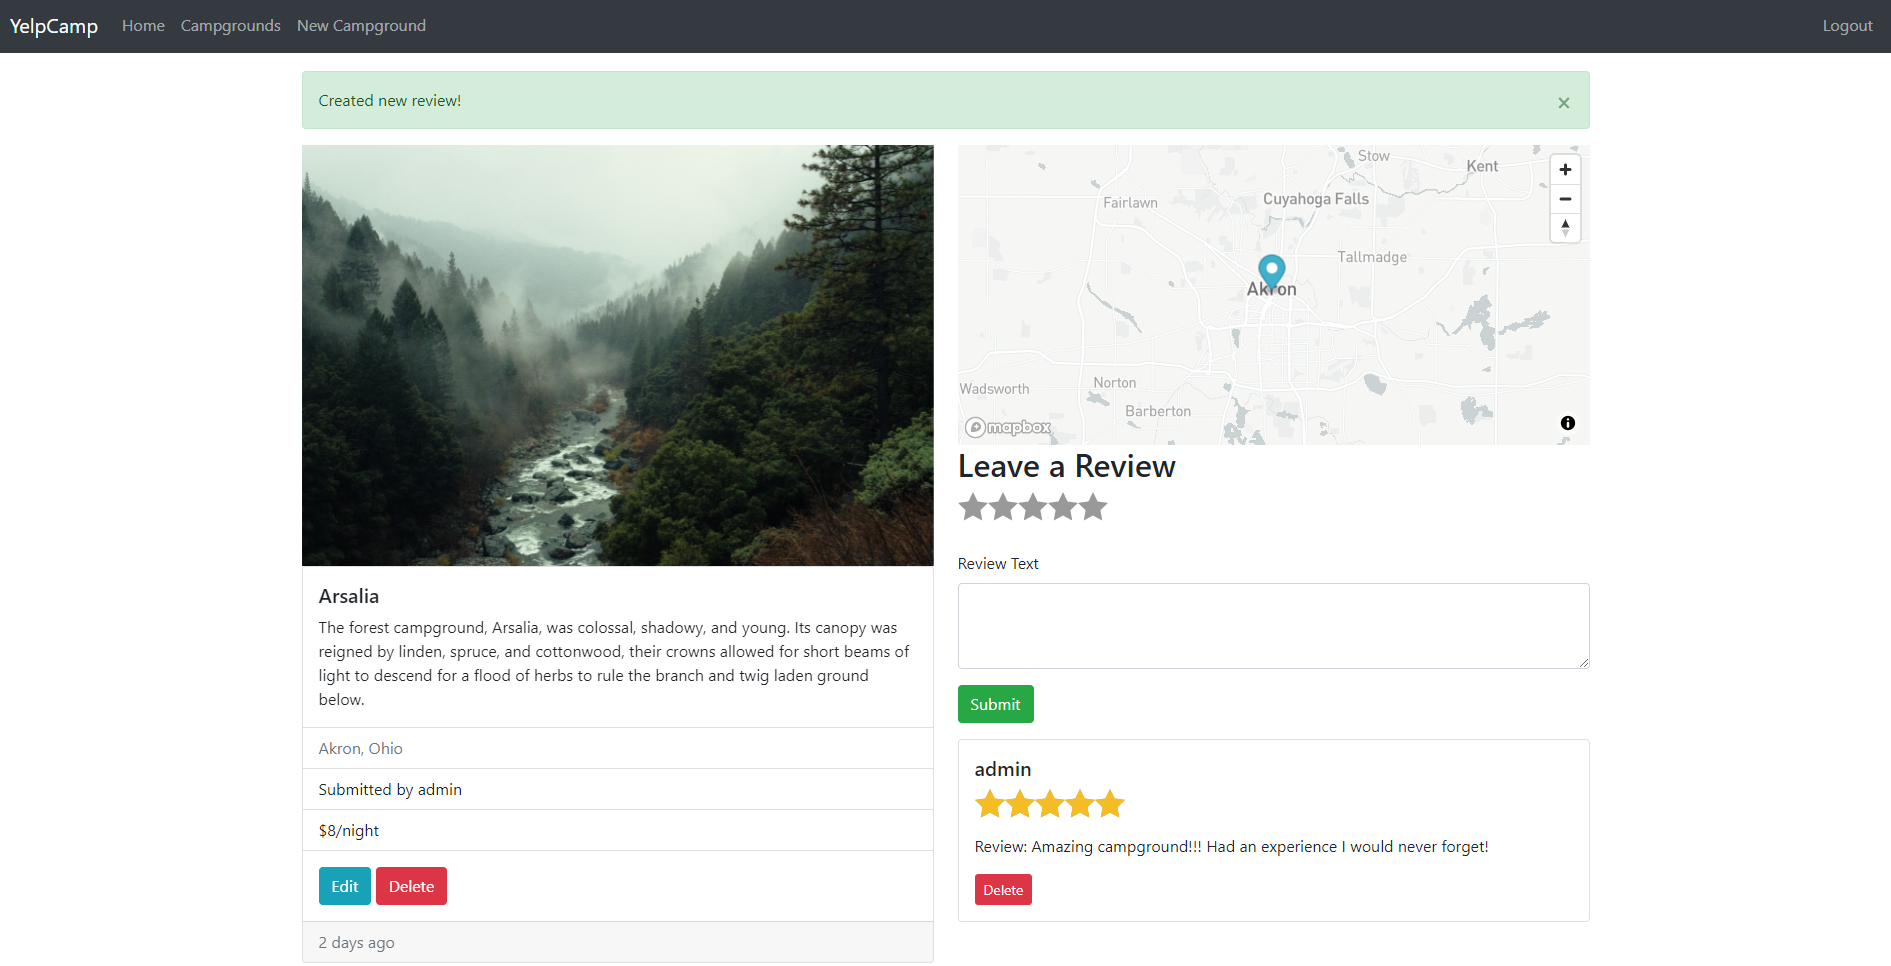 YelpCamp Home Campgrounds New Campground Logout
Created new review!
×
Stow
Kent
Cuyahoga Falls
Fairlawn
Tallmadge
Akron
Norton
Wadsworth
Barberton
mapbox
Arsalia
The forest campground, Arsalia, was colossal, shadowy, and young. Its canopy was
reigned by linden, spruce, and cottonwood, their crowns allowed for short beams of
light to descend for a flood of herbs to rule the branch and twig laden ground
below.
Akron, Ohio
Submitted by admin
$8/night
Edit Delete
2 days ago
Leave a Review
Review Text
Submit
admin
Review: Amazing campground!!! Had an experience I would never forget!
Delete